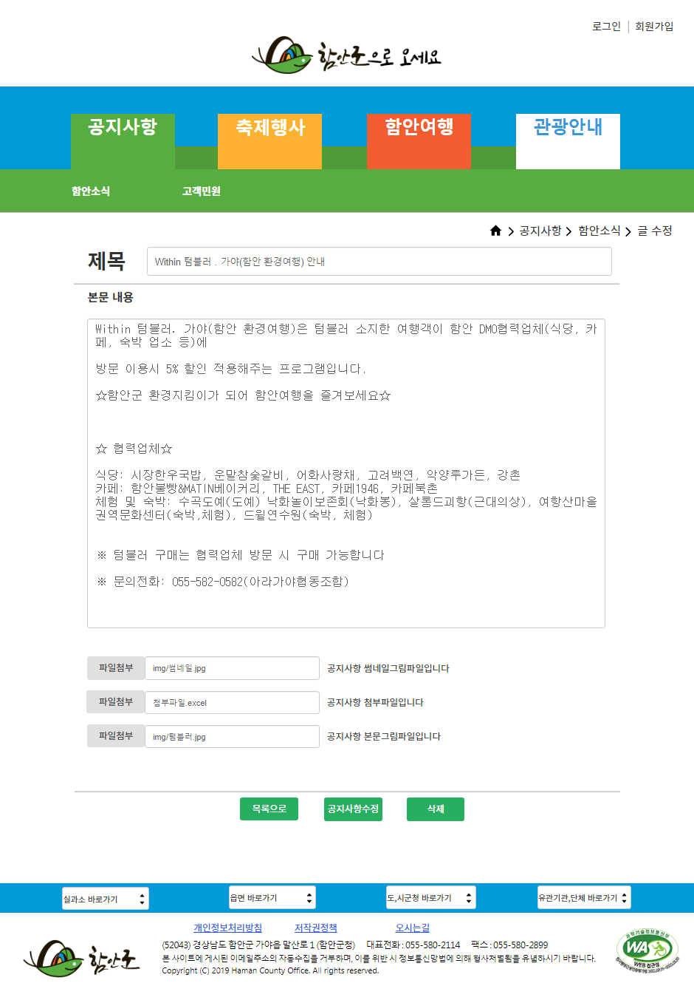 로그인 | 회원가입
함안군으로 오세요
공지사항 축제행사 함안여행 관광안내
함안소식 고객민원
공지사항 함안소식 글 수정
제목
Within 텀블러 . 가야(함안 환경여행) 안내
본문 내용
Within 텀블러. 가야(함안 환경여행)은 텀블러 소지한 여행객이 함안 DMO협력업체(식당, 카
페, 숙박 업소 등)에
방문 이용시 5% 할인 적용해주는 프로그램입니다.
☆함안군 환경지킴이가 되어 함안여행을 즐겨보세요☆
☆ 협력업체☆
식당: 시장한우국밥, 운말참숯갈비, 어화사랑채, 고려백연, 악양루가든, 강촌
카페: 함안불빵&MATIN베이커리, THE EAST, 카페1946, 카페북촌
체험 및 숙박: 수곡도예(도예) 낙화놀이보존회(낙화봉), 살롱드괴항(근대의상), 여항산마을
권역문화센터(숙박,체험), 드윌연수원(숙박, 체험)
※ 텀블러 구매는 협력업체 방문 시 구매 가능합니다
※ 문의전화: 055-582-0582(아라가야협동조합)
파일첨부 img/썸네일.jpg 공지사항 썸네일그림파일입니다
파일첨부 첨부파일.excel 공지사항 첨부파일입니다
파일첨부 img/텀블러.jpg 공지사항 본문그림파일입니다
목록으로 공지사항수정 삭제
실과소 바로가기 읍면 바로가기 도,시군청 바로가기 유관기관,단체 바로가기
개인정보처리방침 저작권정책 오시는길
(52043) 경상남도 함안군 가야읍 말산로 1 (함안군청) 대표전화 : 055-580-2114 팩스 : 055-580-2899
본 사이트에 게시된 이메일주소의 자동수집을 거부하며, 이를 위반 시 정보통신망법에 의해 형사처벌됨을 유념하시기 바랍니다.
Copyright (C) 2019 Haman County Office. All rights reserved.
함안군
과학기술정보통신부
WA
WEB 접근성